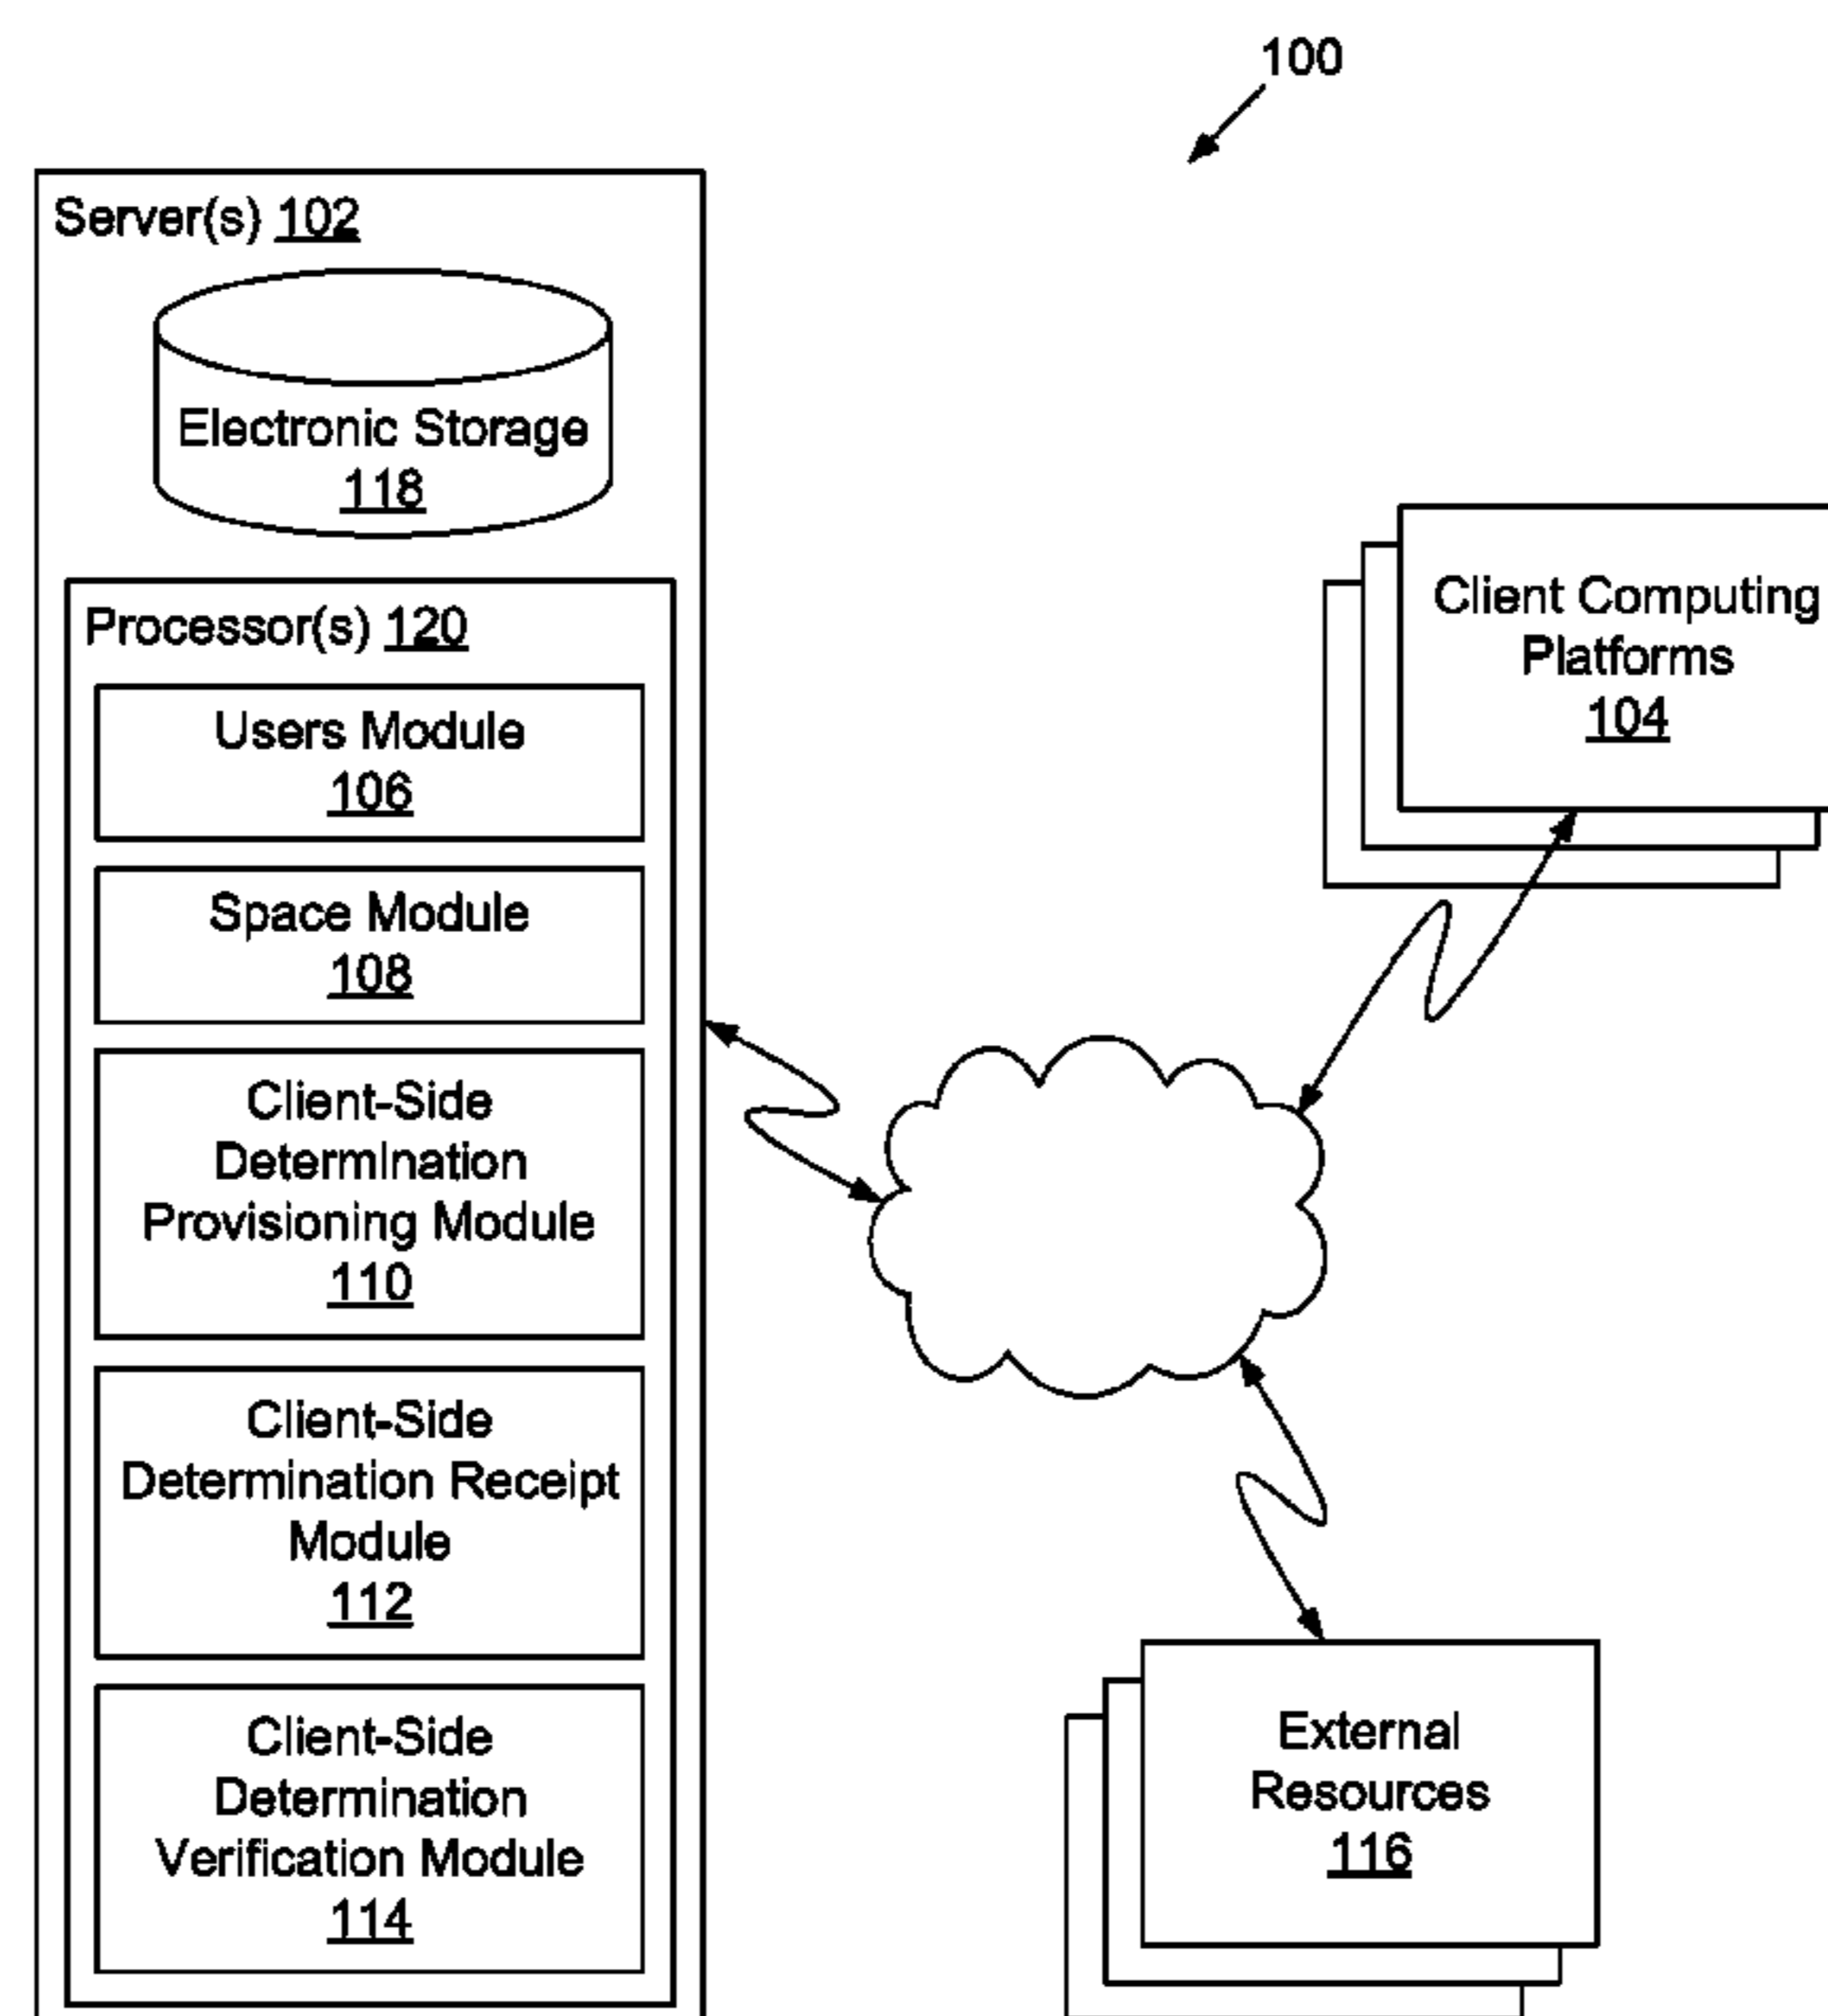 100
Server(s) 102
Electronic Storage
118
Processor(s) 120
Users Module
106
Space Module
108
Client-Side
Determination
Provisioning Module
110
Client-Side
Determination Receipt
Module
112
Client-Side
Determination
Verification Module
114
Client Computing
Platforms
104
External
Resources
116